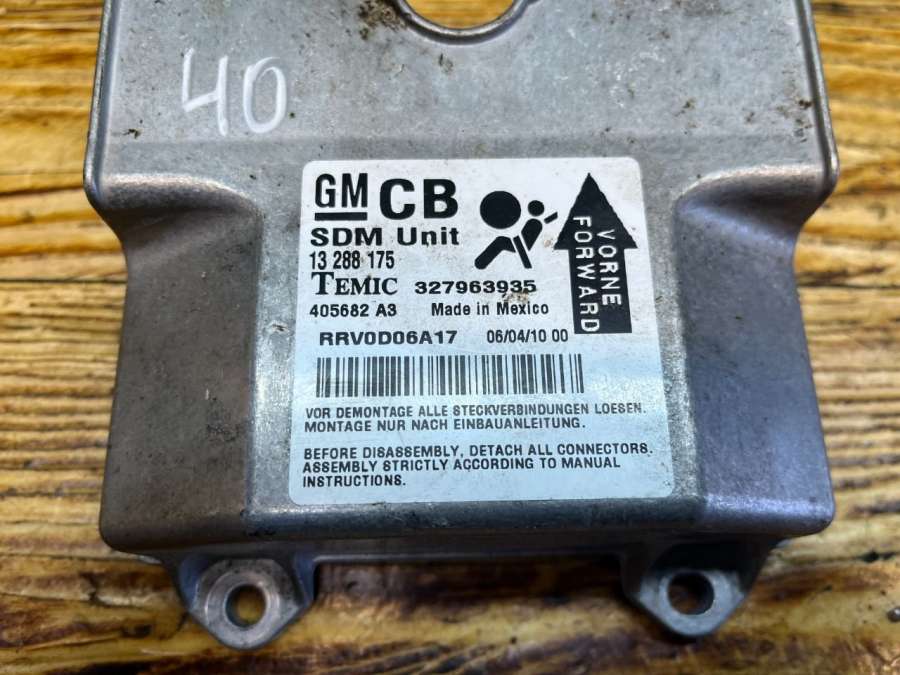 40
GM CB
SDM Unit
13 288 175
TEMIC 327963935
405682 A3 Made in Mexico
RRV0D06A17 06/04/10 00
VORNE
FORWARD
VOR DEMONTAGE ALLE STECKVERBINDUNGEN LOESEN.
MONTAGE NUR NACH EINBAUANLEITUNG.
BEFORE DISASSEMBLY, DETACH ALL CONNECTORS.
ASSEMBLY STRICTLY ACCORDING TO MANUAL
INSTRUCTIONS.